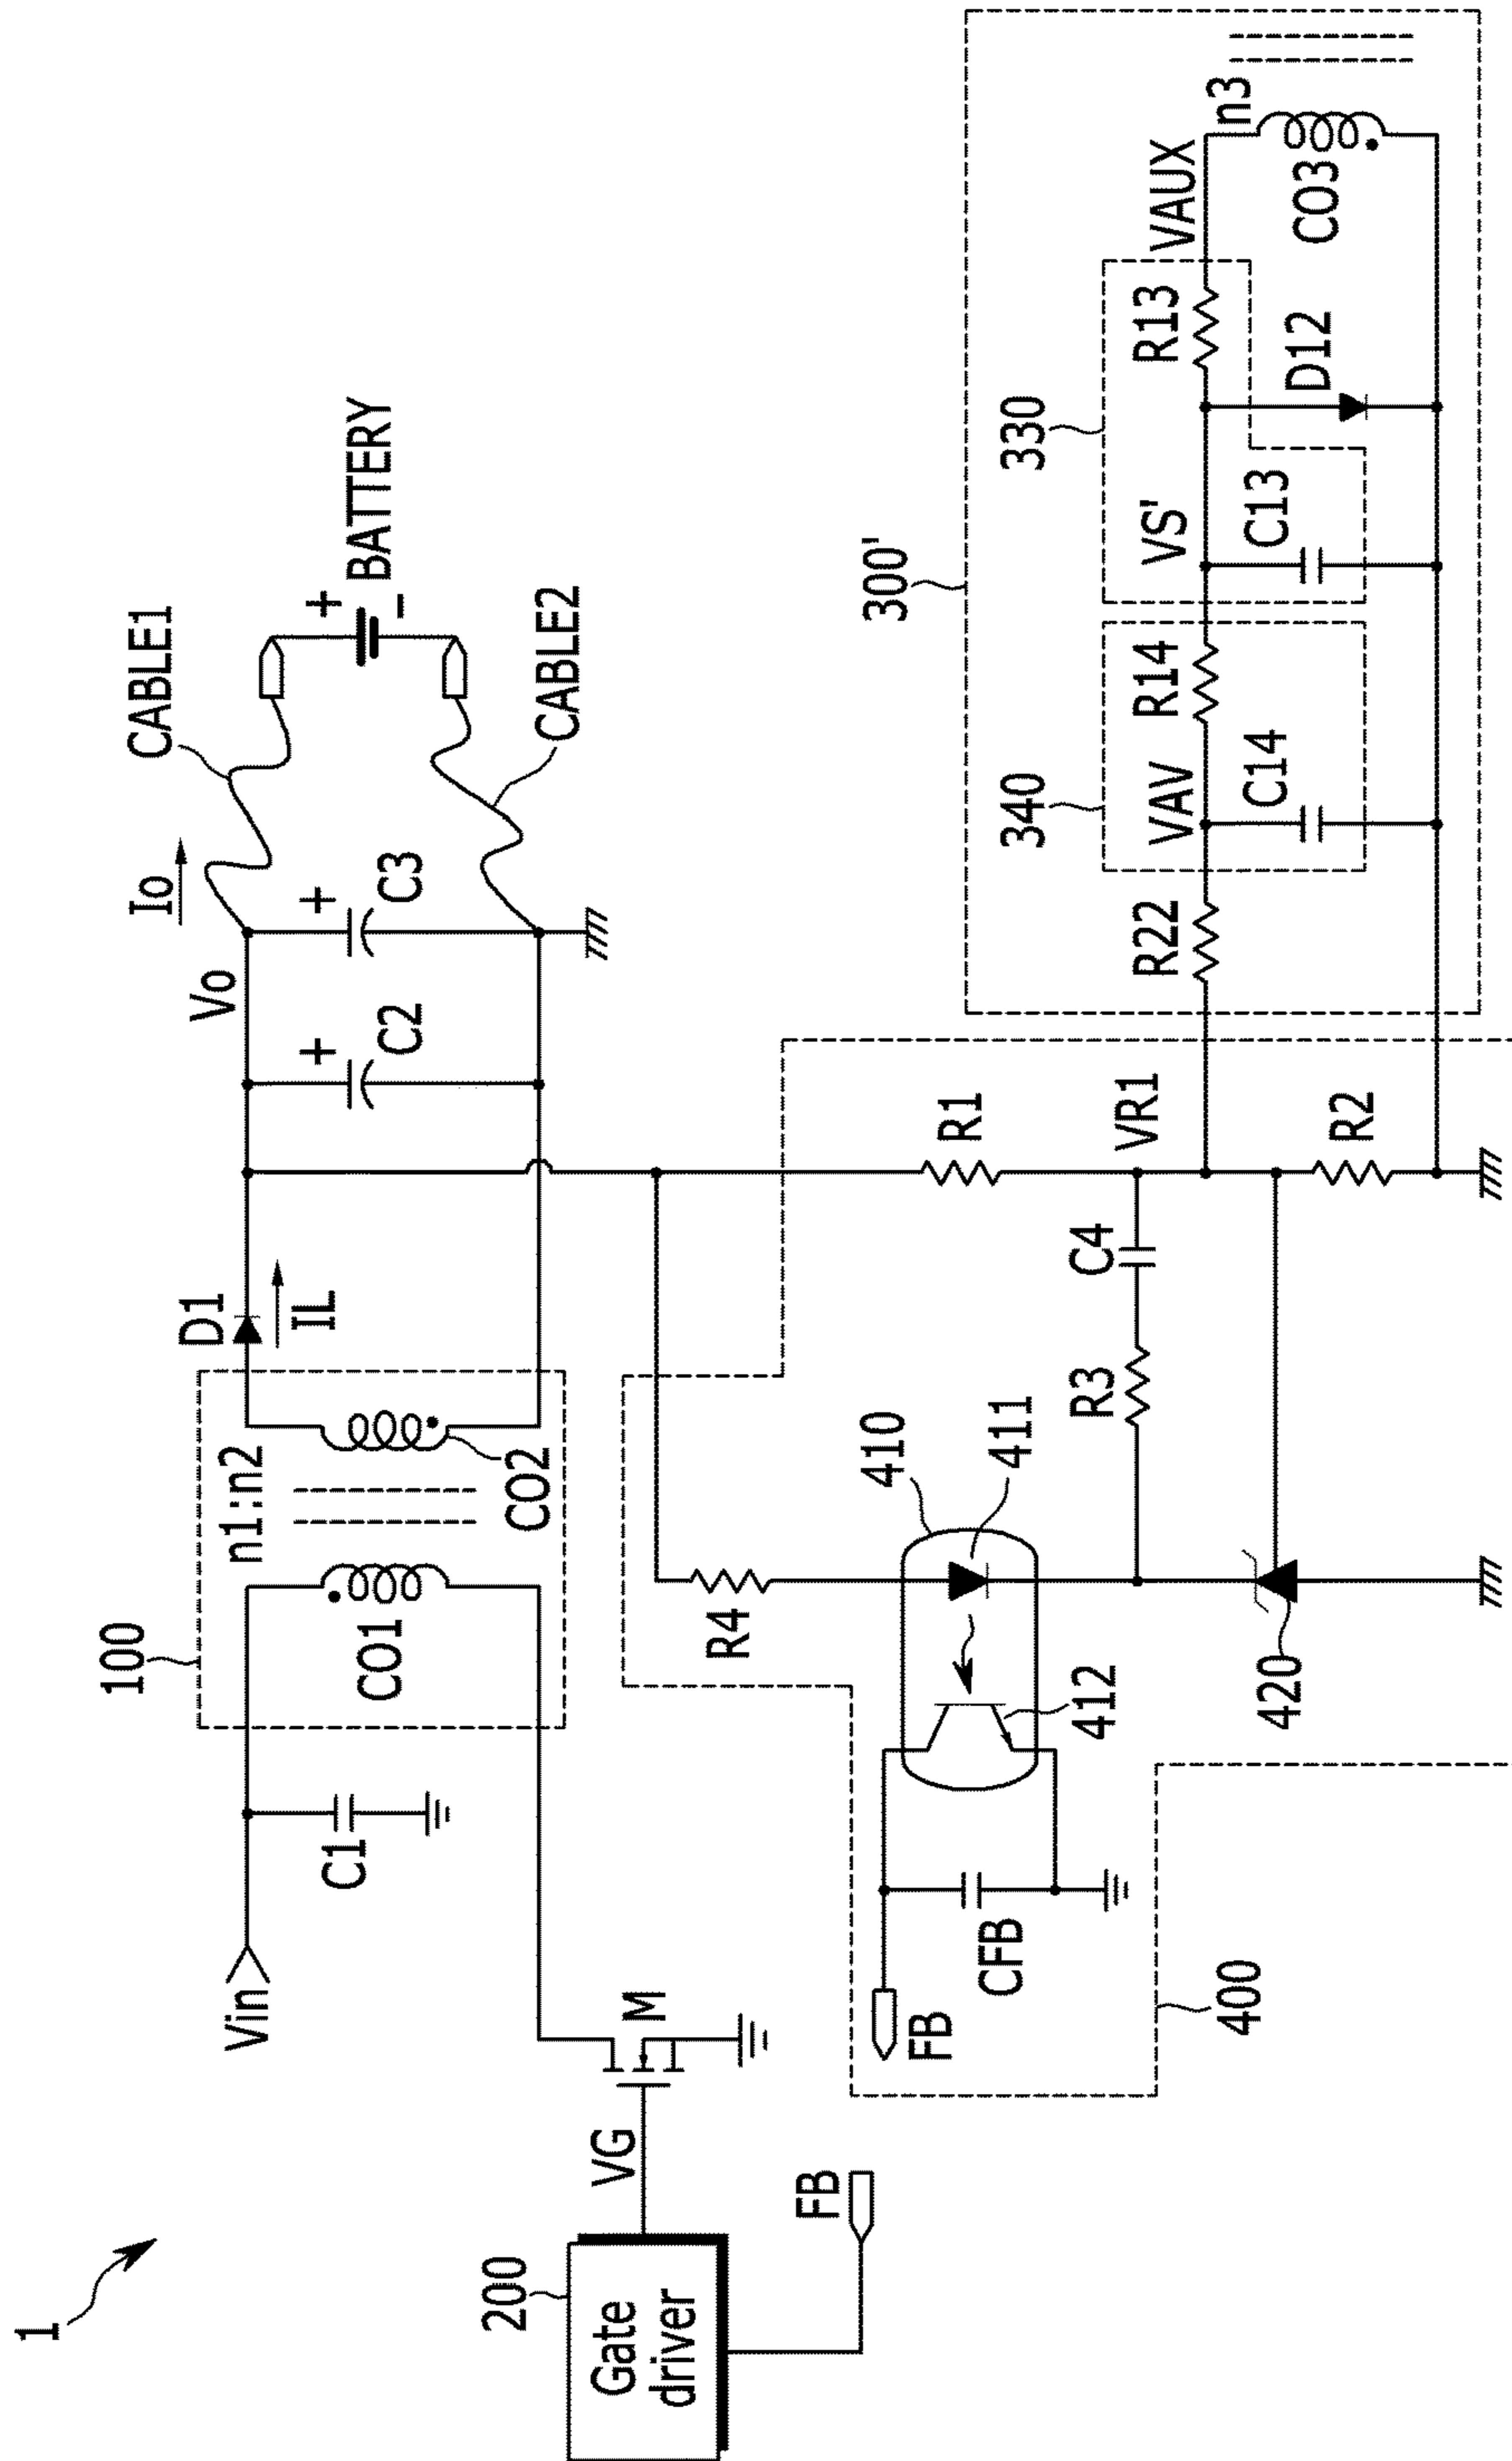 1
Vin
C1
100
CO1
n1:n2
CO2
D1
IL
Vo
C2
+
C3
+
Io
CABLE1
CABLE2
+
BATTERY
-
200
Gate
driver
VG
M
FB
FB
CFB
400
410
411
412
R4
420
R3
C4
R1
VR1
R2
300'
R22
340
VAV
R14
C14
330
VS'
C13
R13
D12
VAUX
n3
CO3